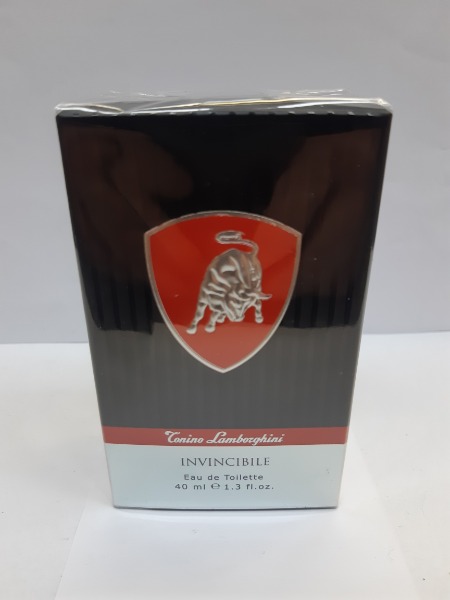 Tonino Lamborghini
INVINCIBILE
Eau de Toilette
40 ml ℮ 1.3 fl.oz.